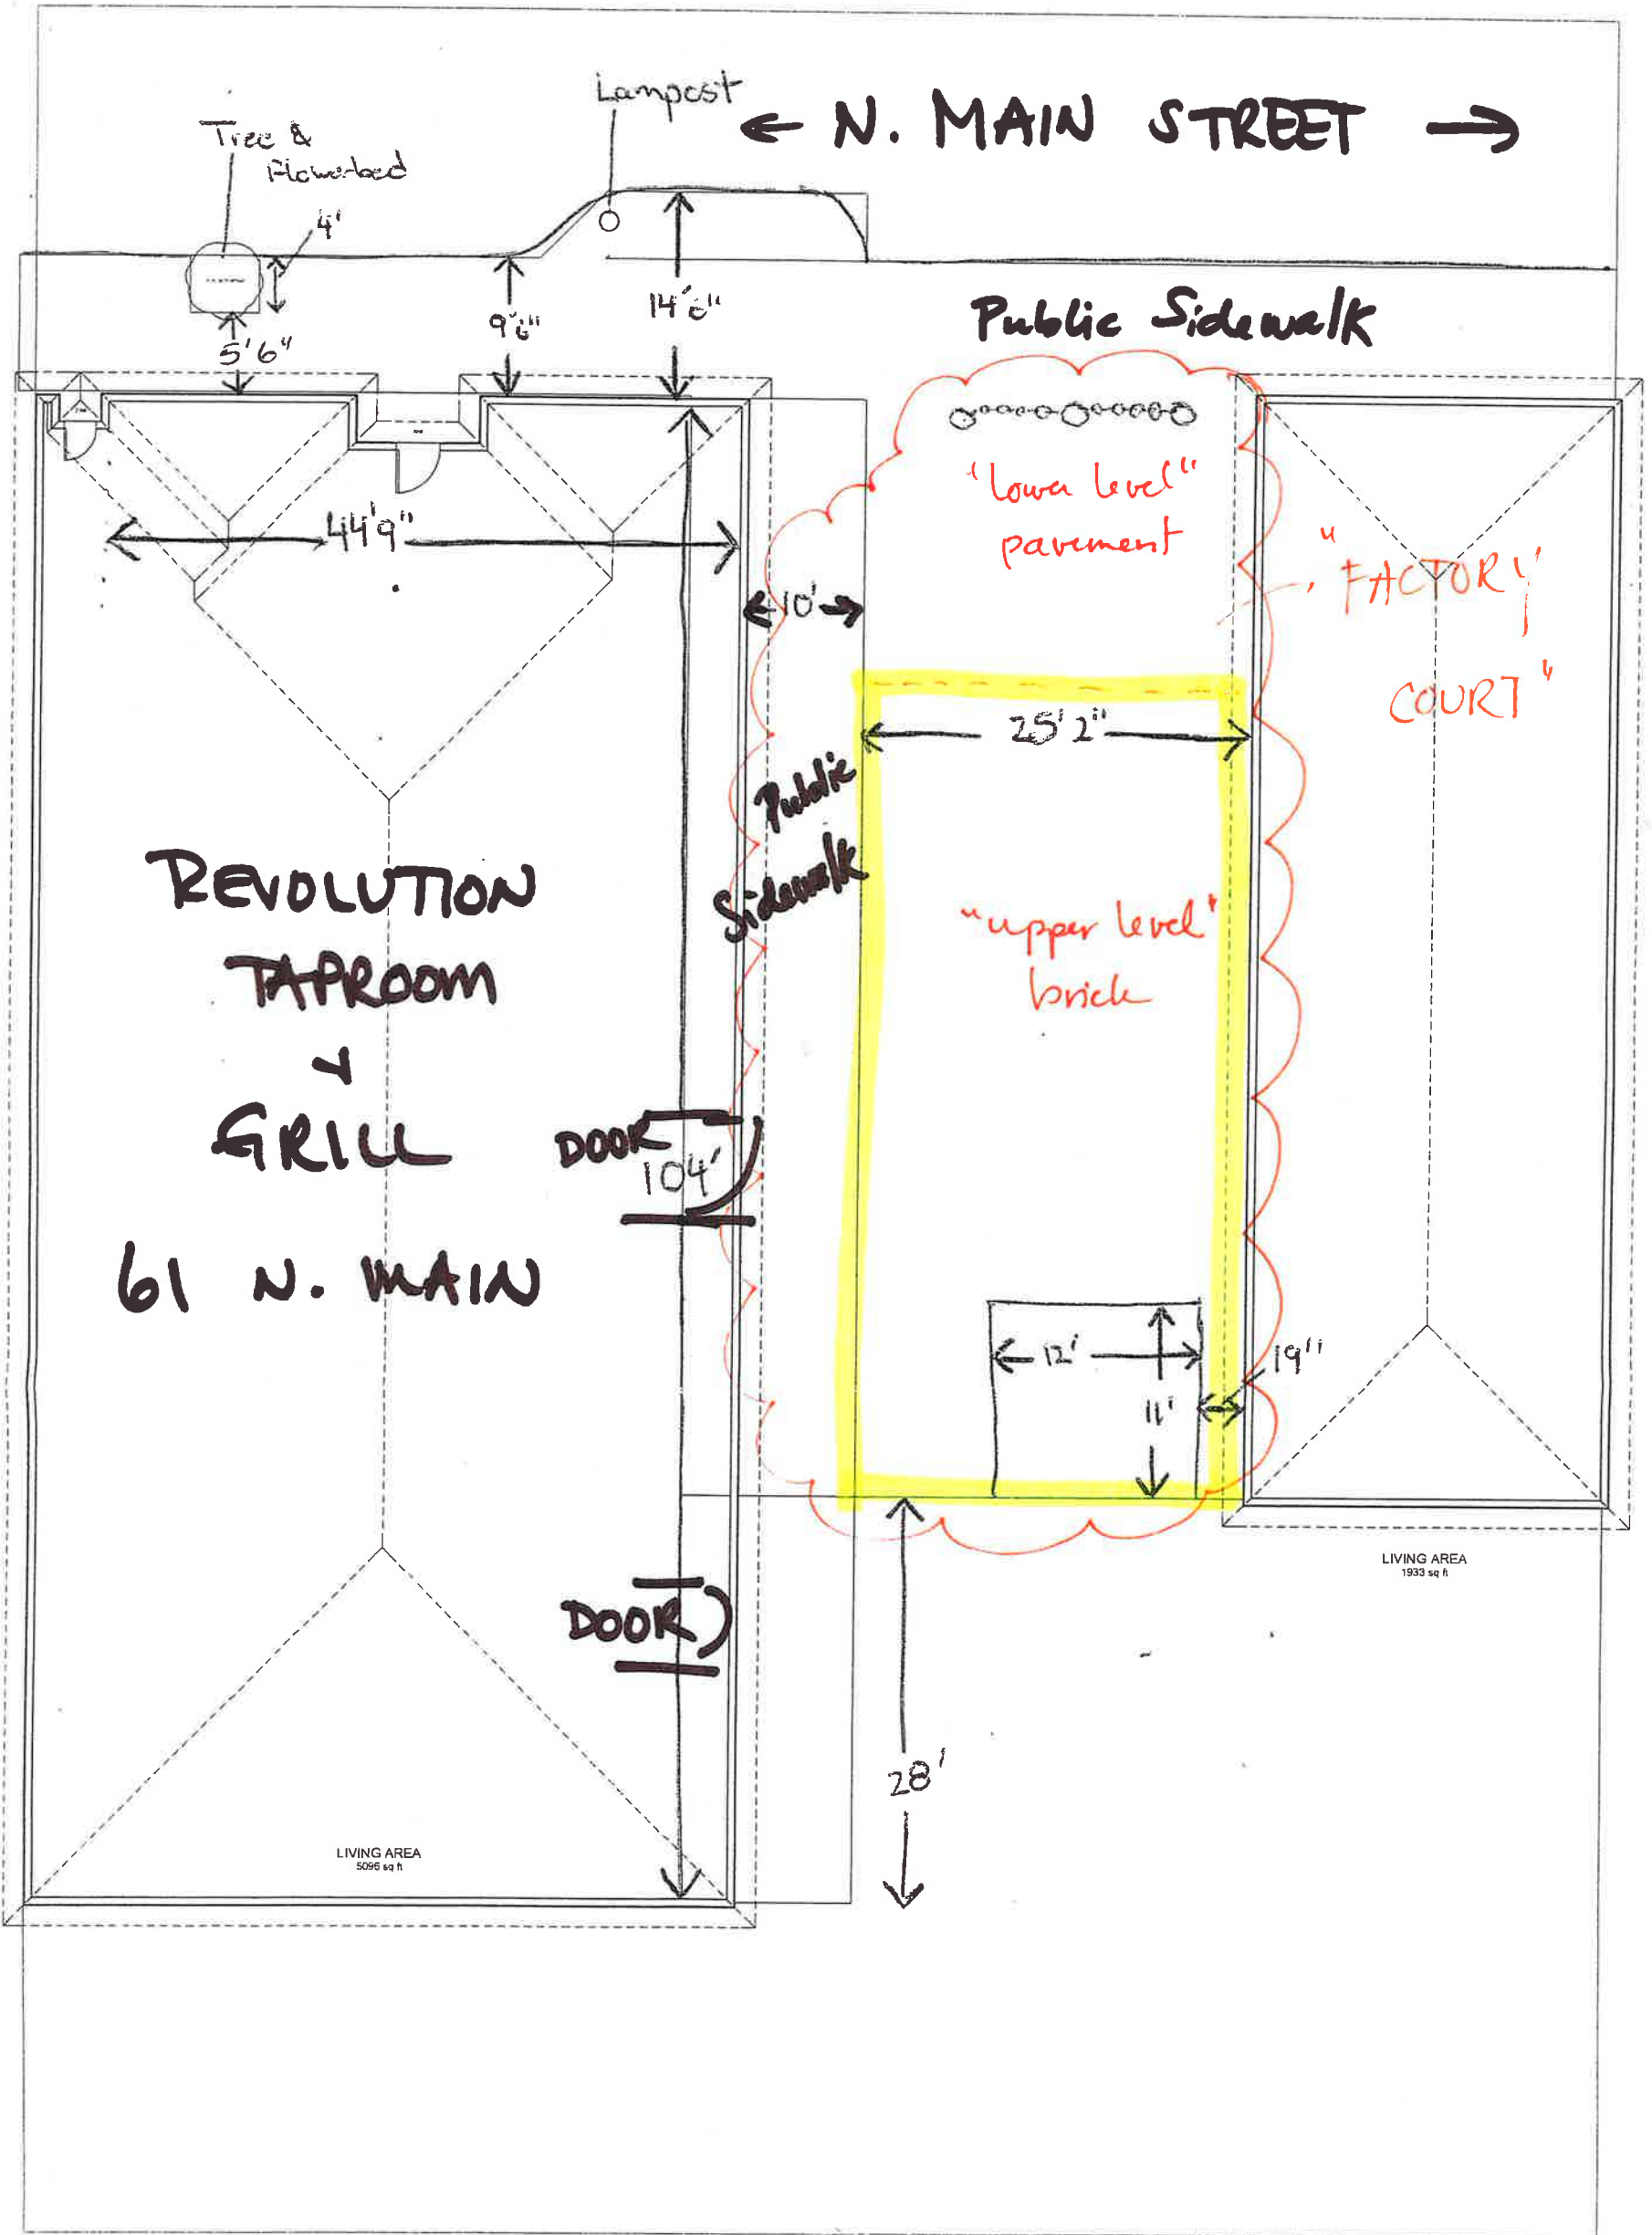 Lampost
← N. MAIN STREET →
Tree &
Flowerbed
4'
9'6"
14'6"
5'6"
Public Sidewalk
"lower level"
pavement
44'9"
10'
"FACTORY
COURT"
25'2"
Public
Sidewalk
REVOLUTION
TAPROOM
&
GRILL
61 N. MAIN
"upper level"
brick
DOOR
104'
12'
11'
19"
DOOR
28'
LIVING AREA
1933 sq ft
LIVING AREA
5096 sq ft